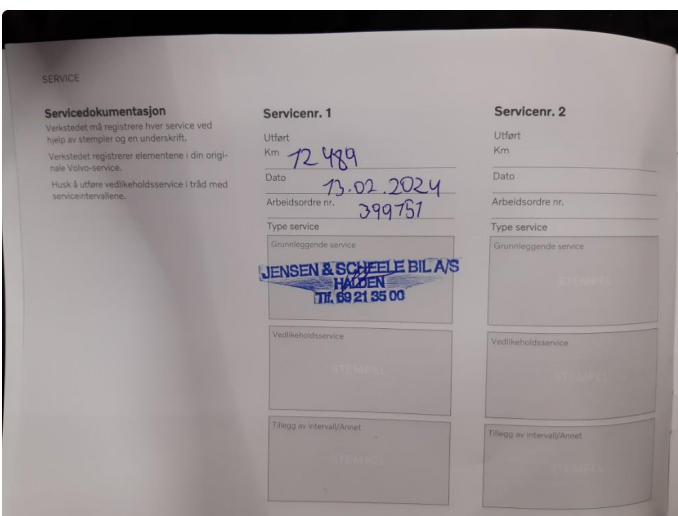 SERVICE
Servicedokumentasjon
Verkstedet må registrere hver service ved
hjelp av stempler og en underskrift.
Verkstedet registrerer elementene i din origi-
nale Volvo-service.
Husk å utføre vedlikeholdsservice i tråd med
serviceintervallene.
Servicenr. 1
Utført
Km 12 489
Dato 13.02.2024
Arbeidsordre nr. 399751
Type service
Grunnleggende service
JENSEN & SCHEELE BIL A/S
HALDEN
Tlf. 69 21 35 00
Vedlikeholdsservice
STEMPEL
Tillegg av intervall/Annet
STEMPEL
Servicenr. 2
Utført
Km
Dato
Arbeidsordre nr.
Type service
Grunnleggende service
STEMPEL
Vedlikeholdsservice
STEMPEL
Tillegg av intervall/Annet
STEMPEL